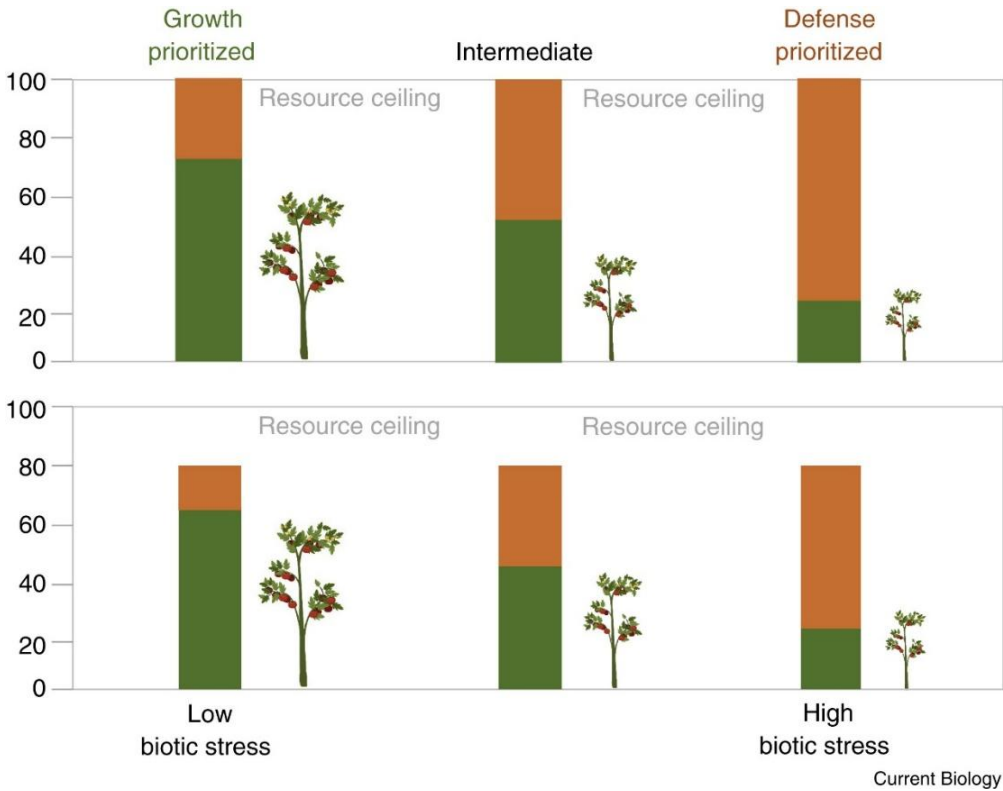 Growth
prioritized
Intermediate
Defense
prioritized
100
80
60
40
20
0
Resource ceiling
Resource ceiling
100
80
60
40
20
0
Resource ceiling
Resource ceiling
Low
biotic stress
High
biotic stress
Current Biology